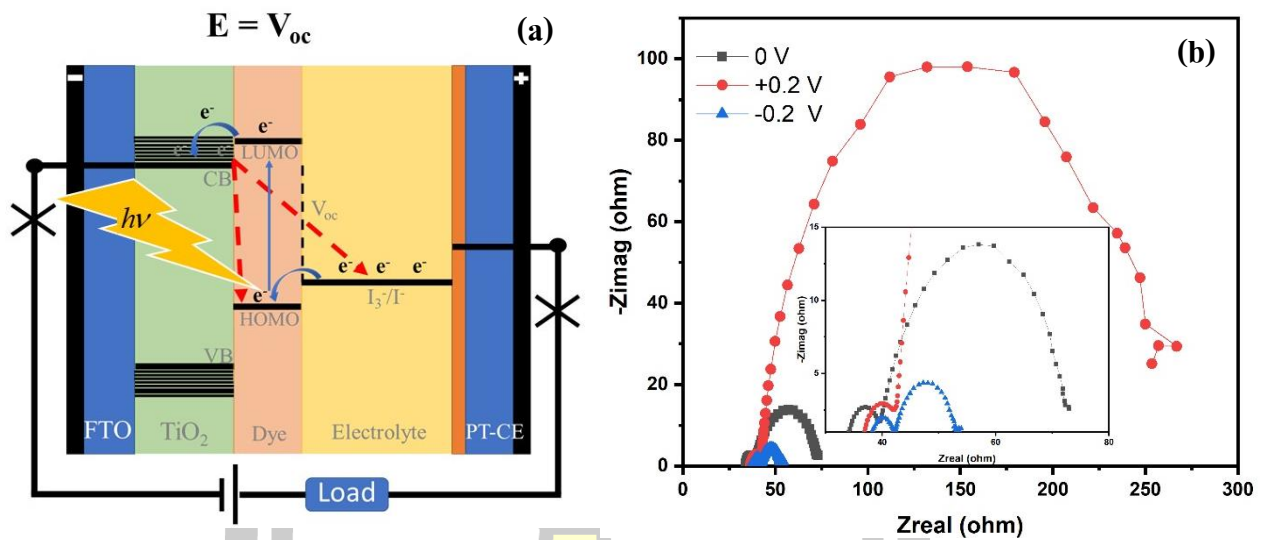 E = Voc
(a)
−
+
e⁻
e⁻
e⁻ e⁻
LUMO
CB
hν
Voc
e⁻ e⁻ e⁻
e⁻
I₃⁻/I⁻
HOMO
VB
FTO
TiO₂
Dye
Electrolyte
PT-CE
Load
(b)
0 V
+0.2 V
-0.2 V
-Zimag (ohm)
100
80
60
40
20
0
0
50
100
150
200
250
300
Zreal (ohm)
-Zimag (ohm)
15
10
5
40
60
80
Zreal (ohm)